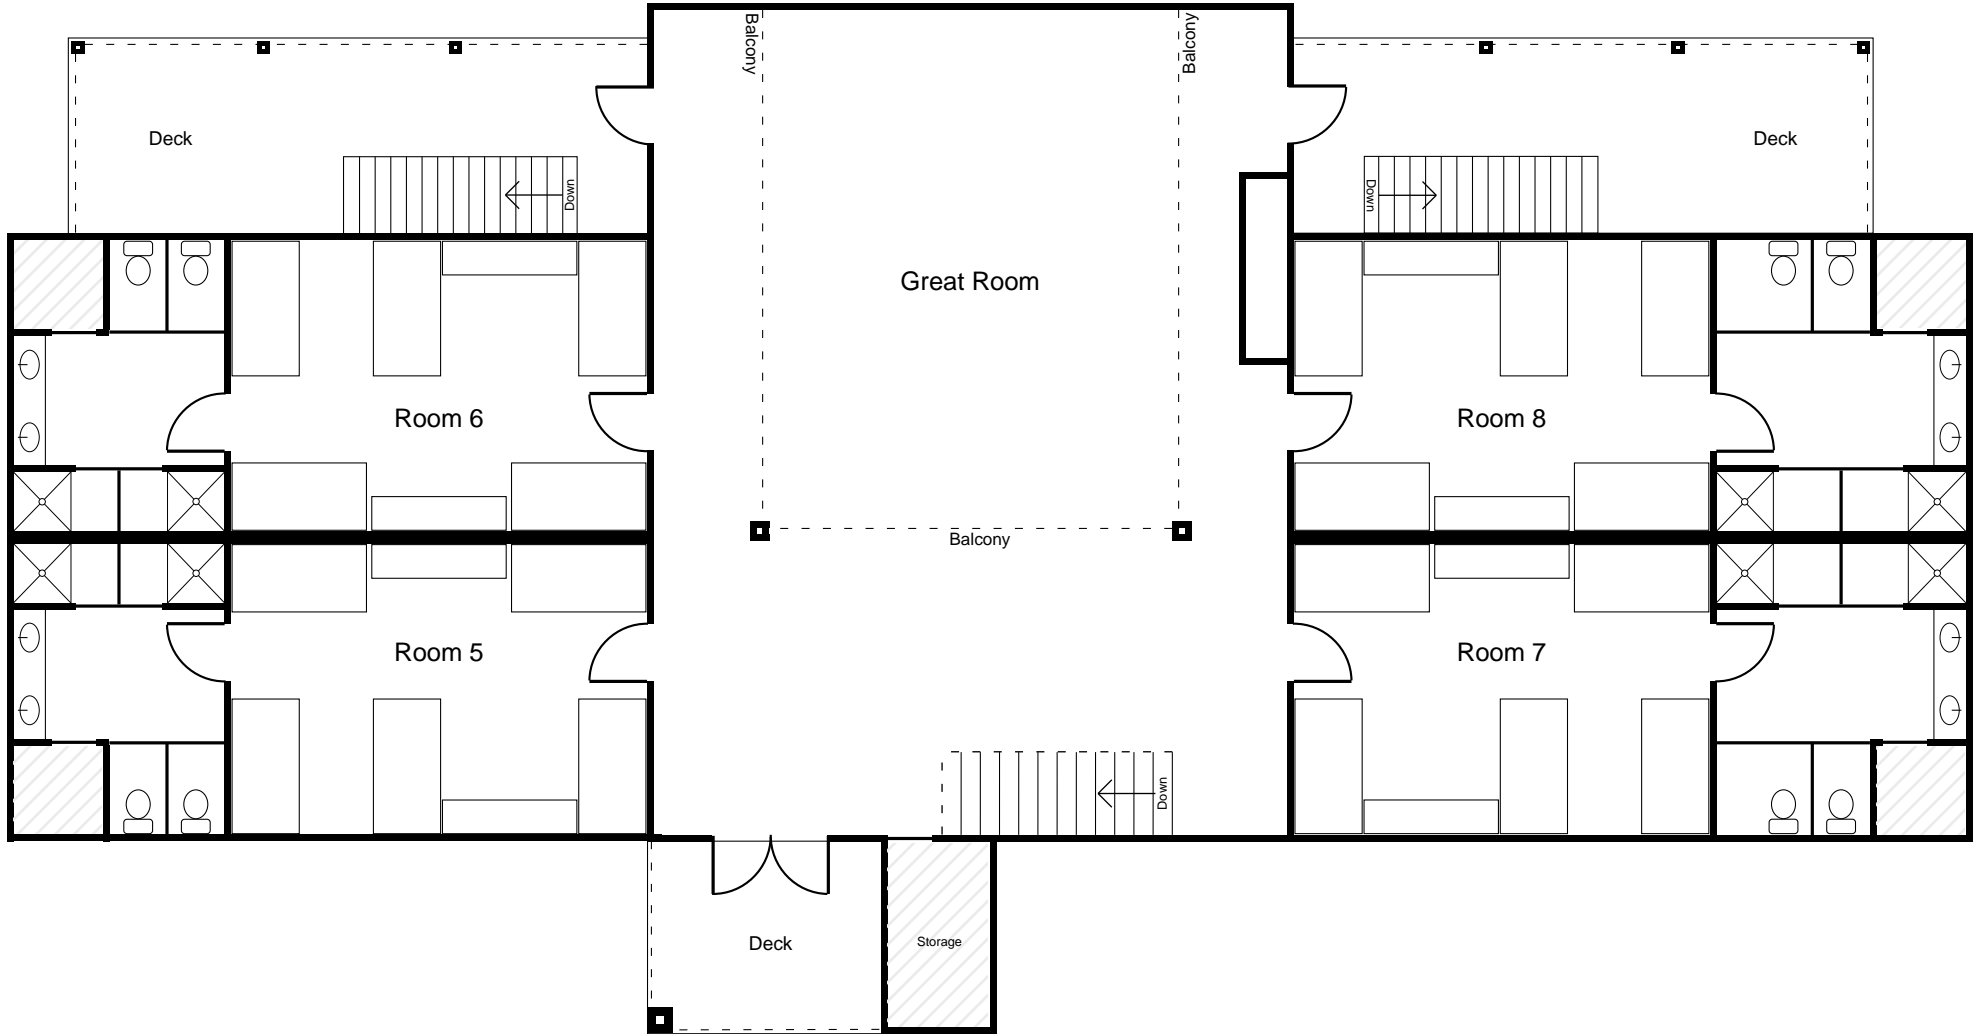 Balcony
Balcony
Deck
Deck
Down
Down
Great Room
Room 6
Room 8
Balcony
Room 5
Room 7
Down
Deck
Storage